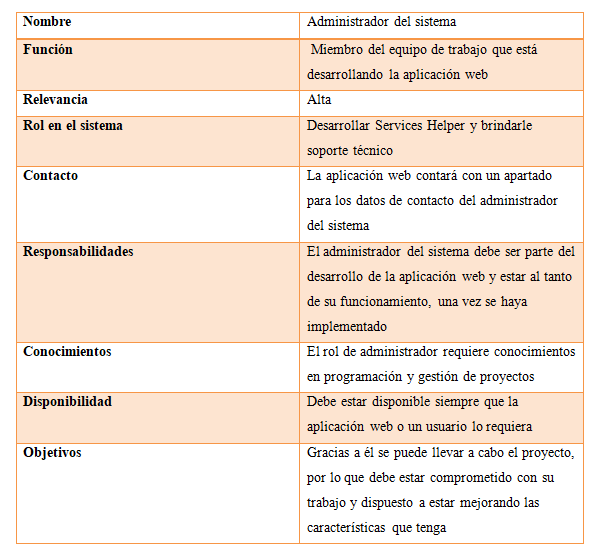 Nombre Administrador del sistema
Función Miembro del equipo de trabajo que está
desarrollando la aplicación web
Relevancia Alta
Rol en el sistema Desarrollar Services Helper y brindarle
soporte técnico
Contacto La aplicación web contará con un apartado
para los datos de contacto del administrador
del sistema
Responsabilidades El administrador del sistema debe ser parte del
desarrollo de la aplicación web y estar al tanto
de su funcionamiento, una vez se haya
implementado
Conocimientos El rol de administrador requiere conocimientos
en programación y gestión de proyectos
Disponibilidad Debe estar disponible siempre que la
aplicación web o un usuario lo requiera
Objetivos Gracias a él se puede llevar a cabo el proyecto,
por lo que debe estar comprometido con su
trabajo y dispuesto a estar mejorando las
características que tenga